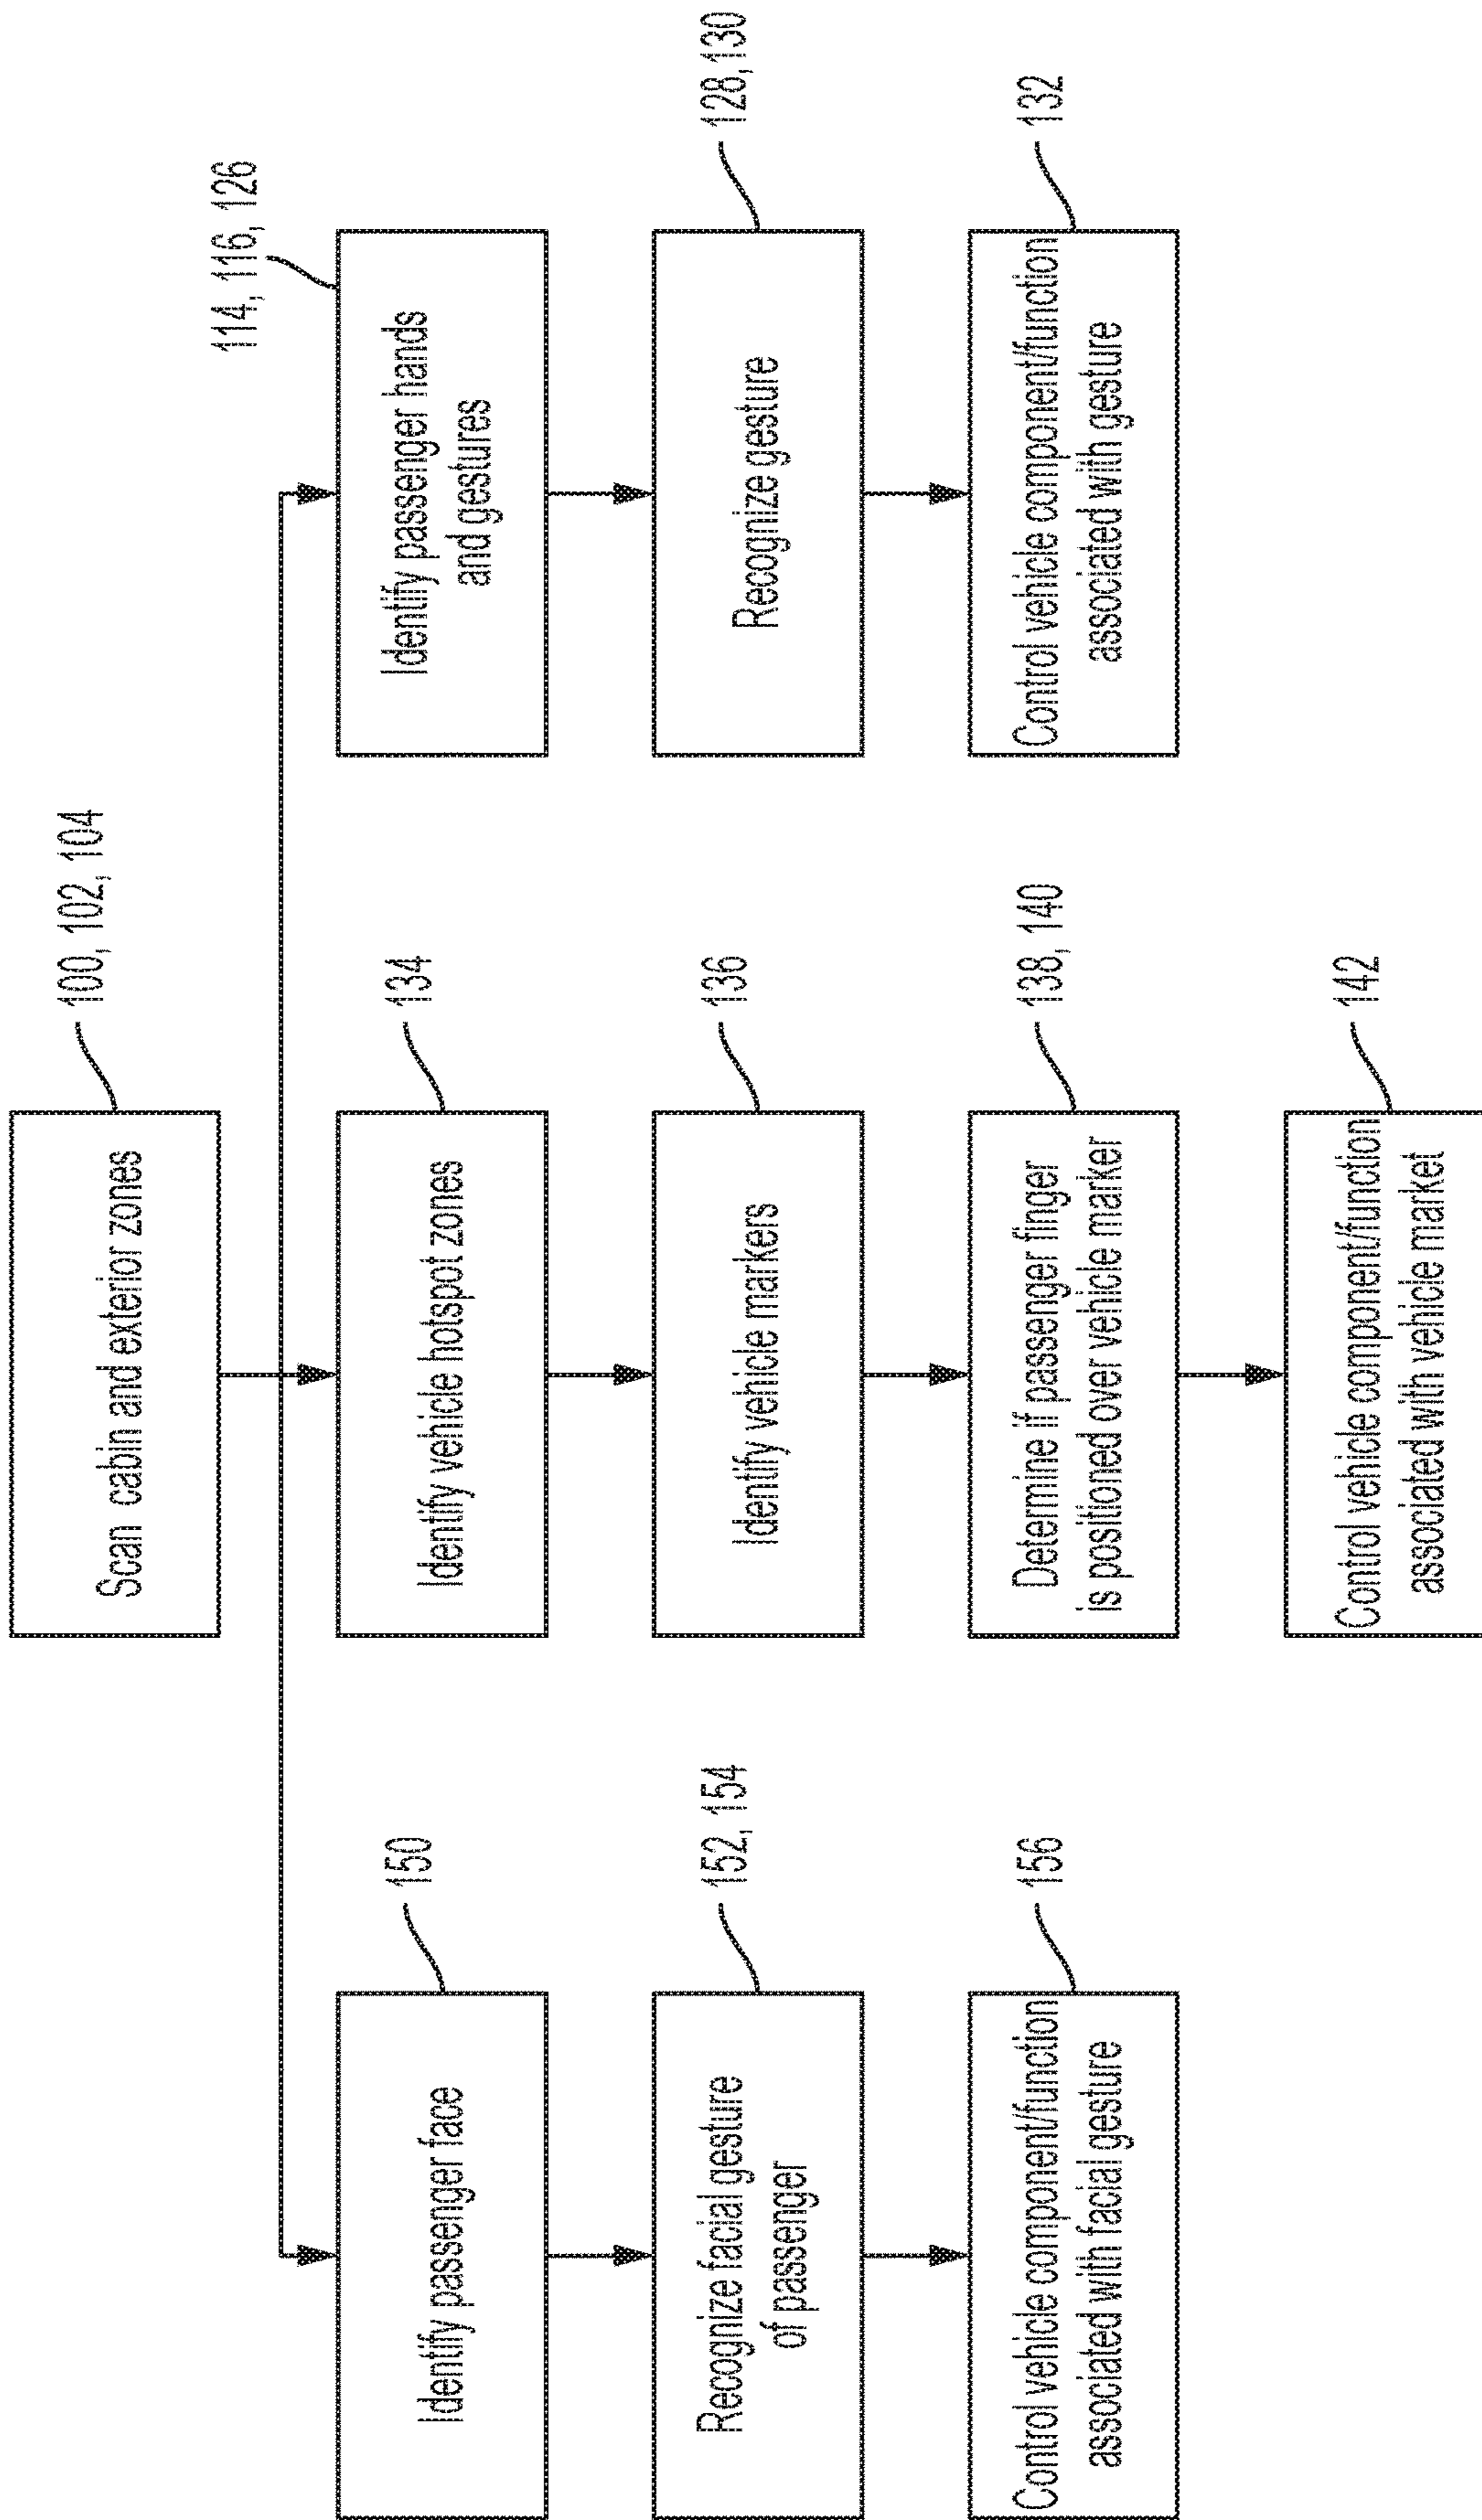 Scan cabin and exterior zones
100, 102, 104
Identify passenger face
150
Recognize facial gesture
of passenger
152, 154
Control vehicle component/function
associated with facial gesture
156
Identify vehicle hotspot zones
134
Identify vehicle markers
136
Determine if passenger finger
is positioned over vehicle marker
138, 140
Control vehicle component/function
associated with vehicle market
142
Identify passenger hands
and gestures
114, 116, 126
Recognize gesture
128,130
Control vehicle component/function
associated with gesture
132